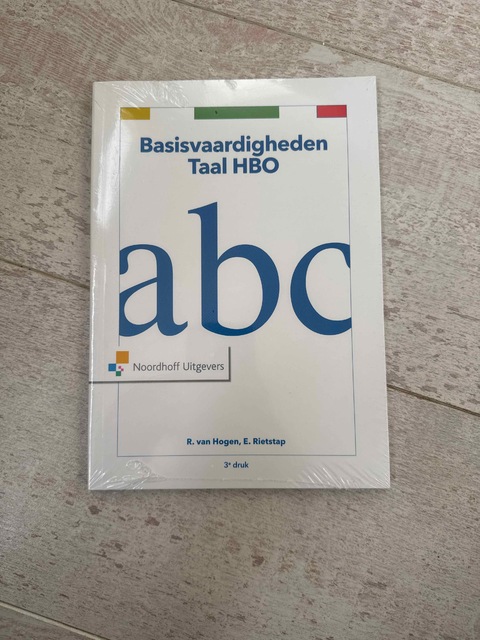 Basisvaardigheden
Taal HBO
abc
Noordhoff Uitgevers
R. van Hogen, E. Rietstap
3e druk